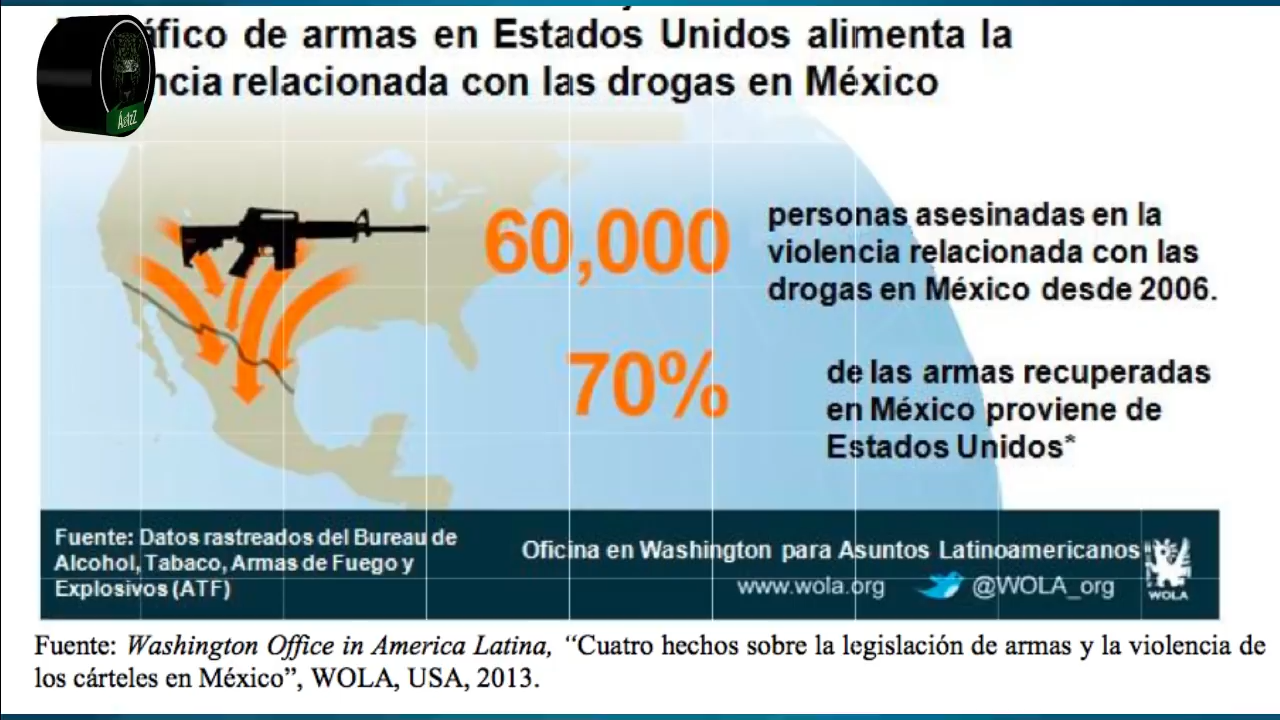 áfico de armas en Estados Unidos alimenta la
ncia relacionada con las drogas en México
ÁetzZ
60,000
personas asesinadas en la
violencia relacionada con las
drogas en México desde 2006.
70%
de las armas recuperadas
en México proviene de
Estados Unidos*
Fuente: Datos rastreados del Bureau de
Alcohol, Tabaco, Armas de Fuego y
Explosivos (ATF)
Oficina en Washington para Asuntos Latinoamericanos
www.wola.org
@WOLA_org
WOLA
Fuente: Washington Office in America Latina, “Cuatro hechos sobre la legislación de armas y la violencia de
los cárteles en México”, WOLA, USA, 2013.